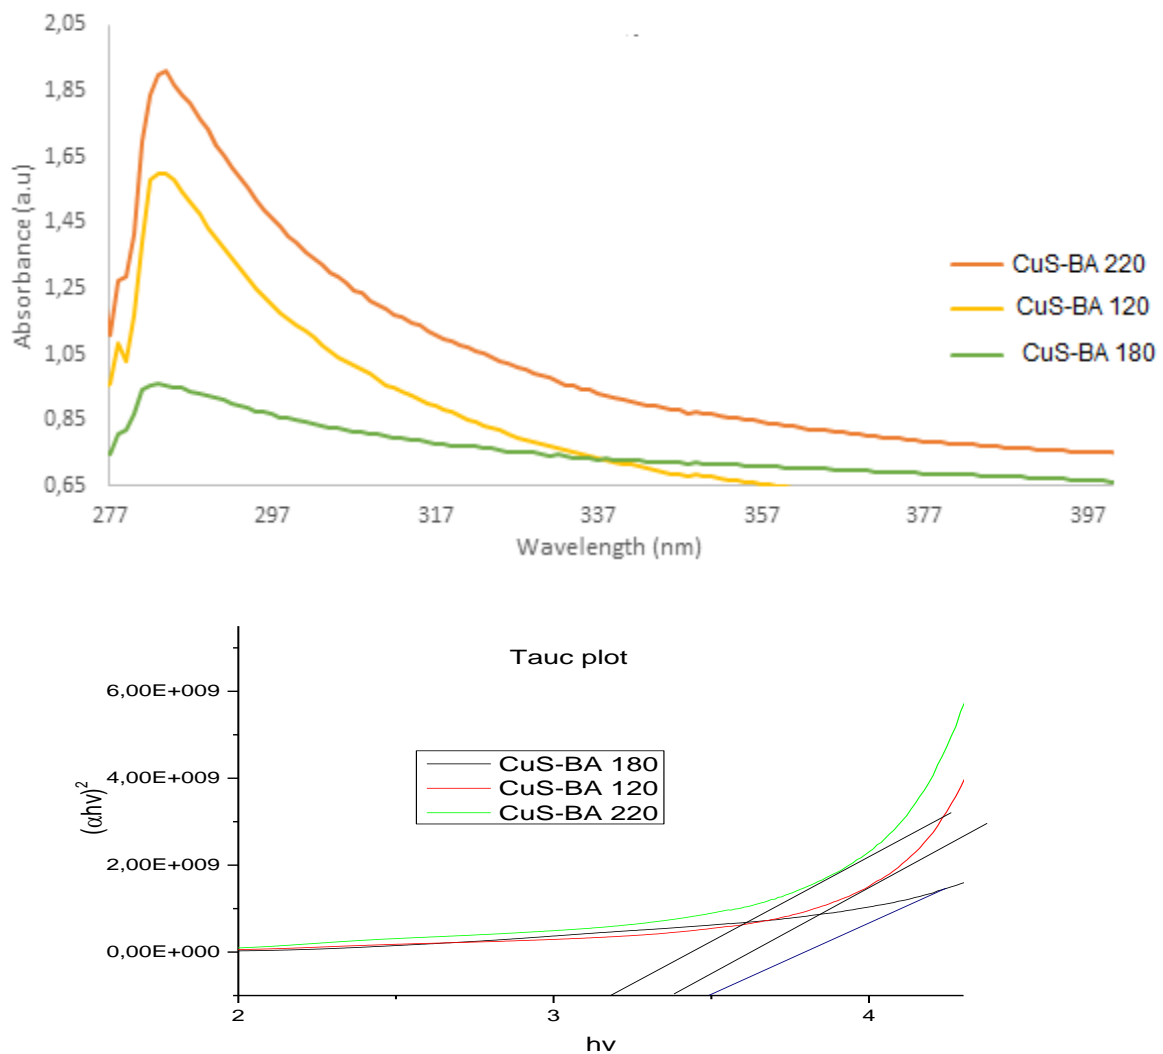 2,05
1,85
1,65
1,45
1,25
1,05
0,85
0,65
Absorbance (a.u)
277 297 317 337 357 377 397
Wavelength (nm)
CuS-BA 220
CuS-BA 120
CuS-BA 180
Tauc plot
6,00E+009
4,00E+009
2,00E+009
0,00E+000
(αhv)²
CuS-BA 180
CuS-BA 120
CuS-BA 220
2 3 4
hv